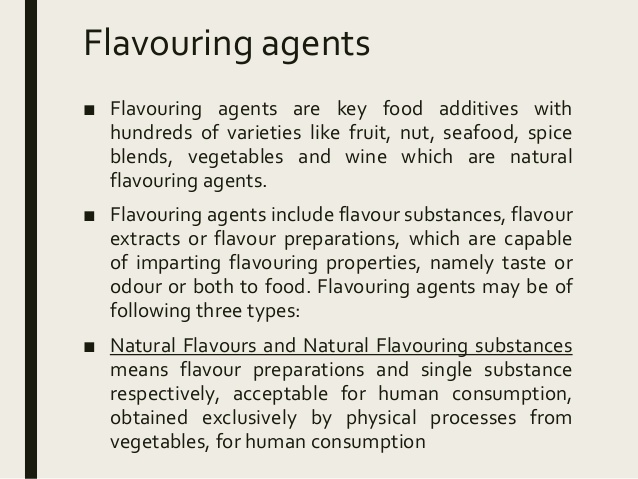 Flavouring agents
■ Flavouring agents are key food additives with
hundreds of varieties like fruit, nut, seafood, spice
blends, vegetables and wine which are natural
flavouring agents.
■ Flavouring agents include flavour substances, flavour
extracts or flavour preparations, which are capable
of imparting flavouring properties, namely taste or
odour or both to food. Flavouring agents may be of
following three types:
■ Natural Flavours and Natural Flavouring substances
means flavour preparations and single substance
respectively, acceptable for human consumption,
obtained exclusively by physical processes from
vegetables, for human consumption